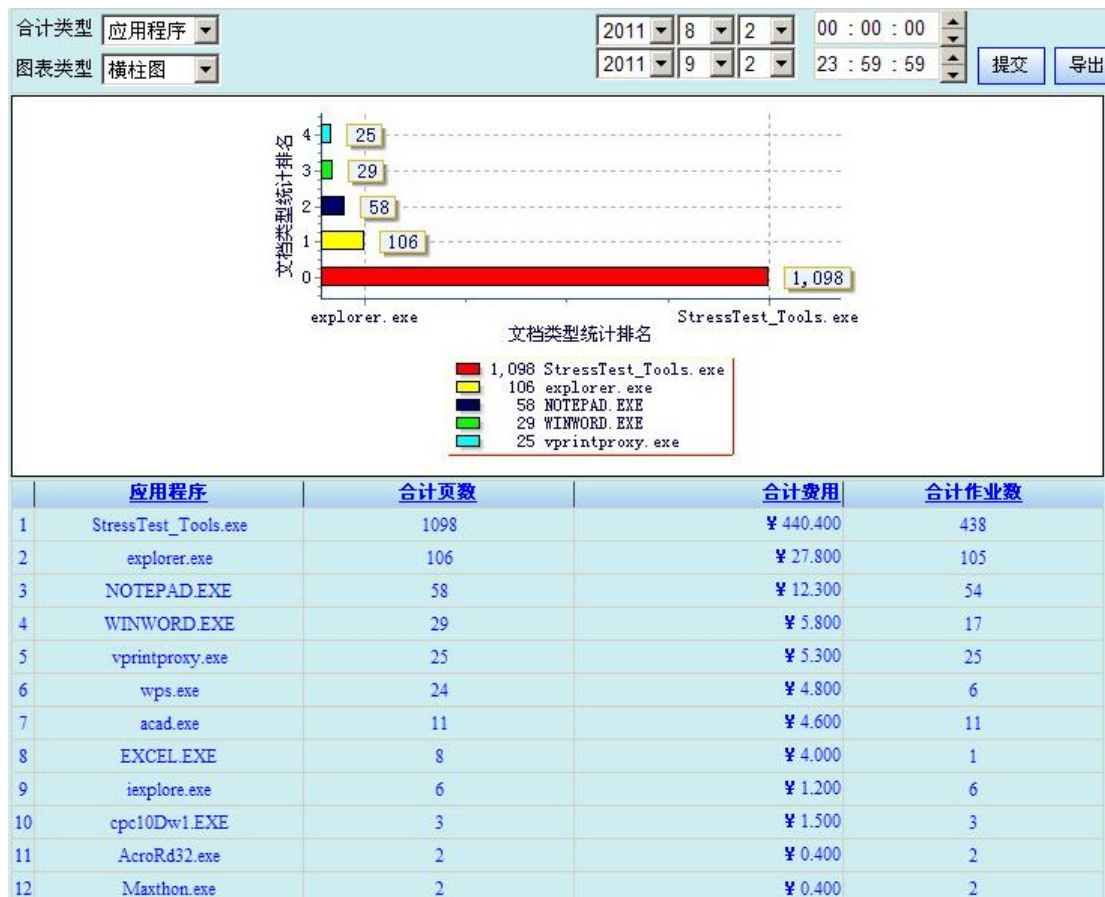 合计类型 应用程序 2011 8 2 00 : 00 : 00
图表类型 横柱图 2011 9 2 23 : 59 : 59 提交 导出
文档类型统计排名
4 25
3 29
2 58
1 106
0 1,098
explorer.exe StressTest_Tools.exe
文档类型统计排名
1,098 StressTest_Tools.exe
106 explorer.exe
58 NOTEPAD.EXE
29 WINWORD.EXE
25 vprintproxy.exe
应用程序 合计页数 合计费用 合计作业数
1 StressTest_Tools.exe 1098 ¥ 440.400 438
2 explorer.exe 106 ¥ 27.800 105
3 NOTEPAD.EXE 58 ¥ 12.300 54
4 WINWORD.EXE 29 ¥ 5.800 17
5 vprintproxy.exe 25 ¥ 5.300 25
6 wps.exe 24 ¥ 4.800 6
7 acad.exe 11 ¥ 4.600 11
8 EXCEL.EXE 8 ¥ 4.000 1
9 iexplore.exe 6 ¥ 1.200 6
10 cpc10Dw1.EXE 3 ¥ 1.500 3
11 AcroRd32.exe 2 ¥ 0.400 2
12 Maxthon.exe 2 ¥ 0.400 2